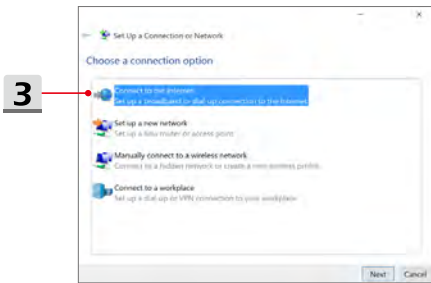 Set Up a Connection or Network
Choose a connection option
3
Connect to the Internet
Set up a broadband or dial-up connection to the Internet.
Set up a new network
Set up a new router or access point.
Manually connect to a wireless network
Connect to a hidden network or create a new wireless profile.
Connect to a workplace
Set up a dial-up or VPN connection to your workplace.
Next
Cancel